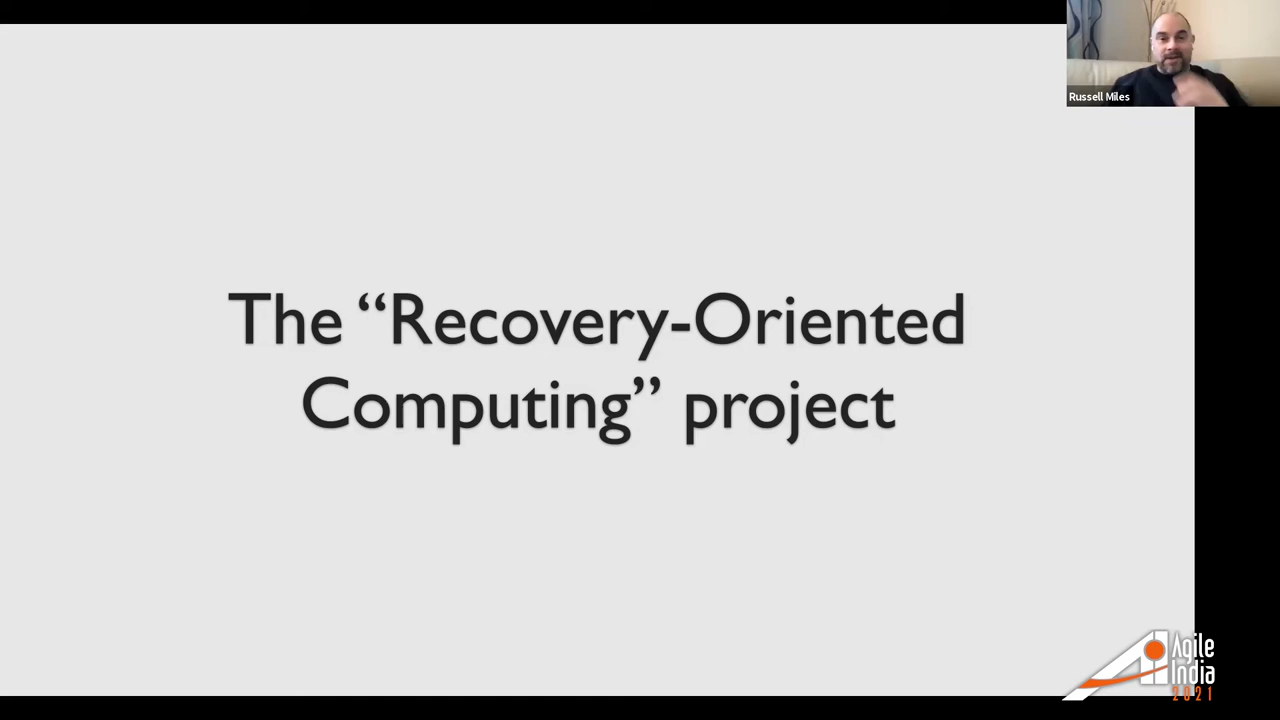 Russell Miles
The “Recovery-Oriented
Computing” project
Agile
India
2021